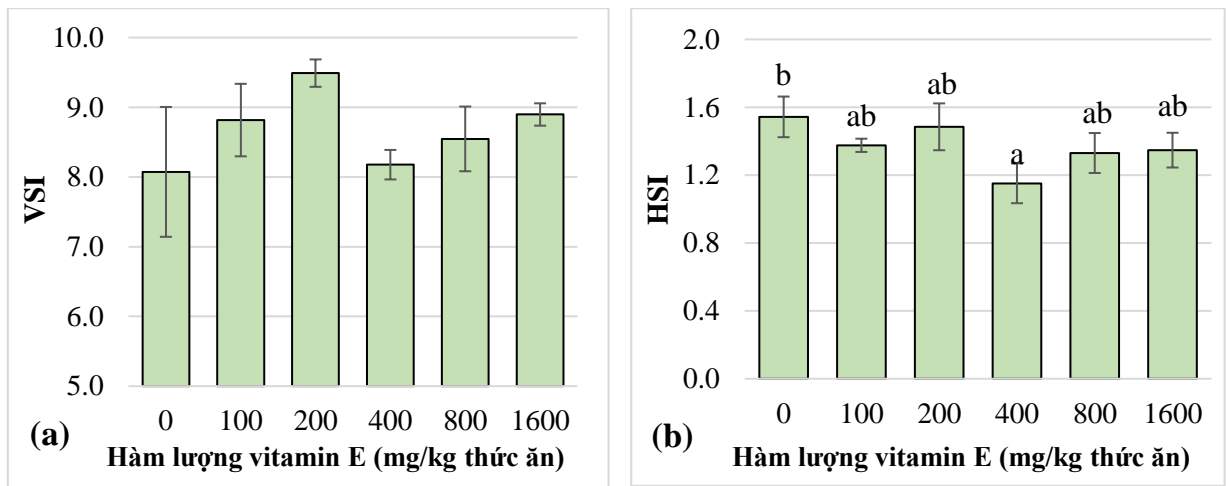 10.0
9.0
8.0
7.0
6.0
5.0
VSI
0 100 200 400 800 1600
(a)
Hàm lượng vitamin E (mg/kg thức ăn)
2.0
1.6
1.2
0.8
0.4
0.0
HSI
b
ab
ab
a
ab
ab
0 100 200 400 800 1600
(b)
Hàm lượng vitamin E (mg/kg thức ăn)